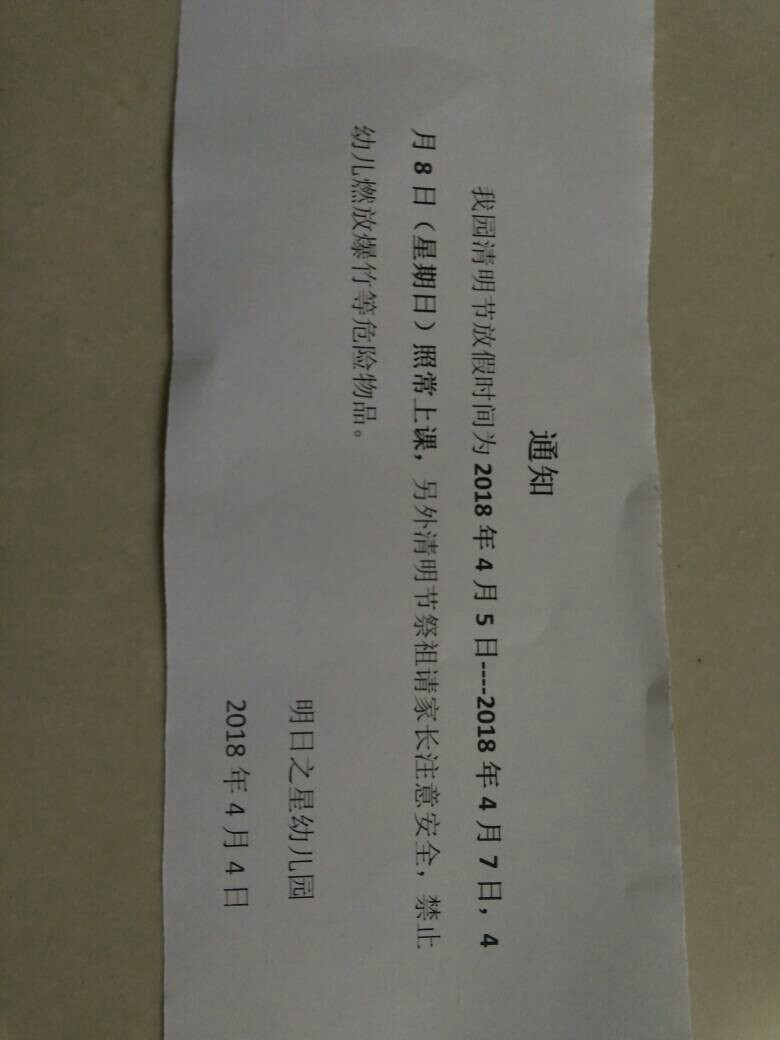 通知
我园清明节放假时间为 2018 年 4 月 5 日----2018 年 4 月 7 日，4
月 8 日（星期日）照常上课，另外清明节祭祖请家长注意安全，禁止
幼儿燃放爆竹等危险物品。
明日之星幼儿园
2018 年 4 月 4 日